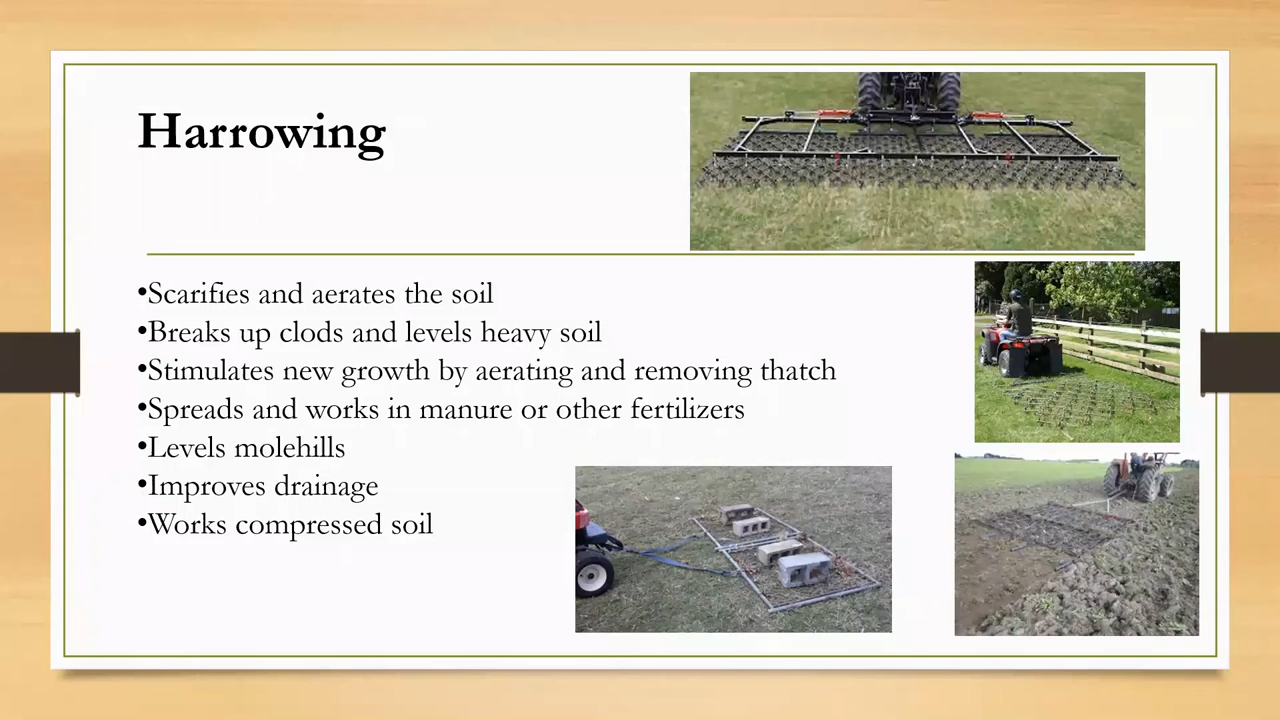 Harrowing
•Scarifies and aerates the soil
•Breaks up clods and levels heavy soil
•Stimulates new growth by aerating and removing thatch
•Spreads and works in manure or other fertilizers
•Levels molehills
•Improves drainage
•Works compressed soil